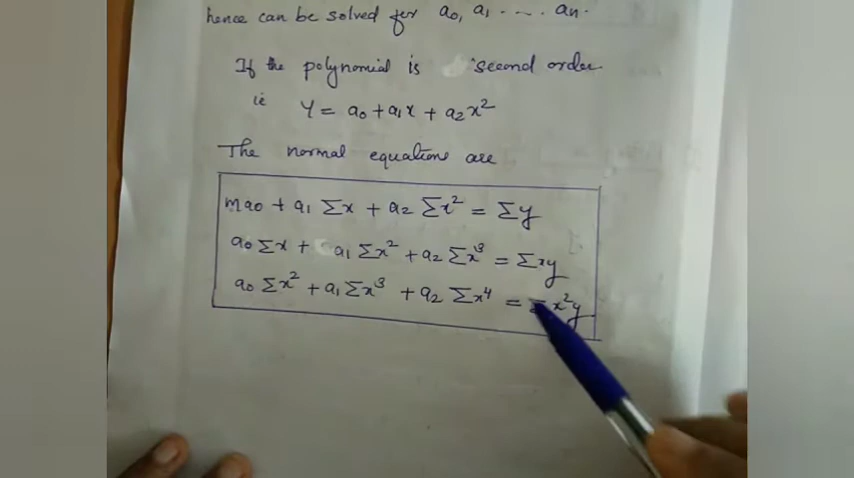 hence can be solved for a₀, a₁ ..... aₙ.
If the polynomial is second order
ie Y = a₀ + a₁x + a₂x²
The normal equations are
ma₀ + a₁ Σx + a₂ Σx² = Σy
a₀ Σx + a₁ Σx² + a₂ Σx³ = Σxy
a₀ Σx² + a₁ Σx³ + a₂ Σx⁴ = Σx²y